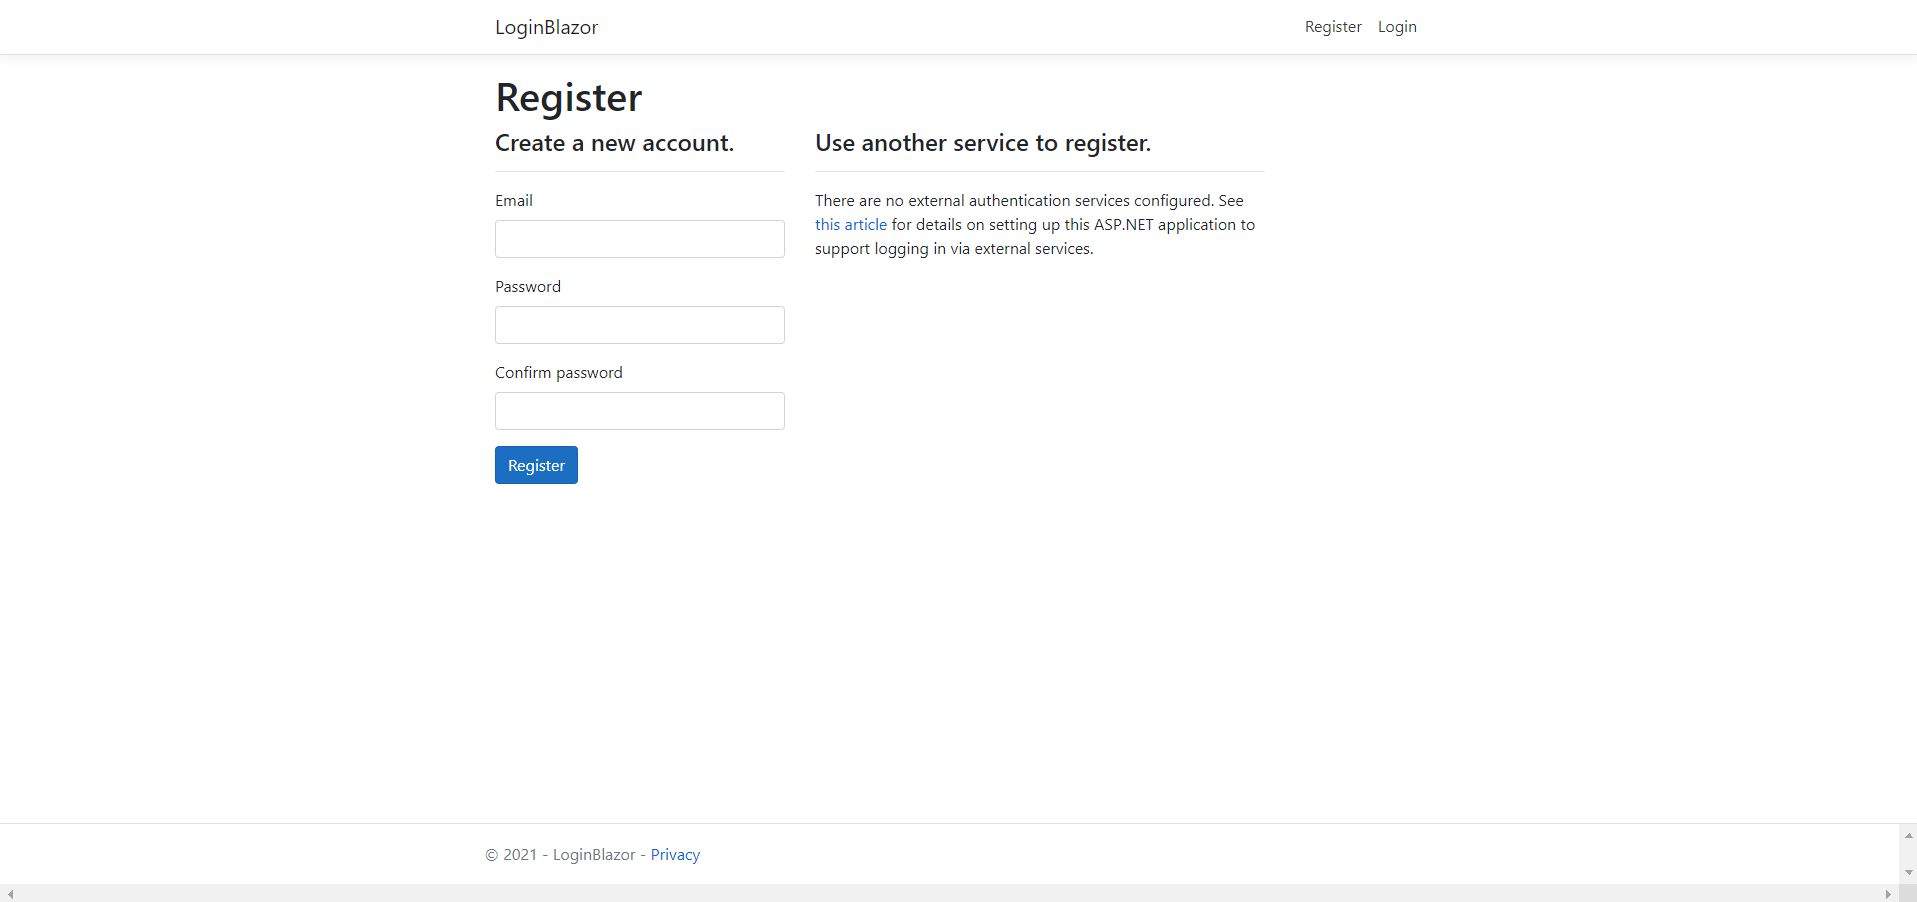 LoginBlazor
Register
Login
Register
Create a new account.
Email
Password
Confirm password
Register
Use another service to register.
There are no external authentication services configured. See
this article for details on setting up this ASP.NET application to
support logging in via external services.
© 2021 - LoginBlazor - Privacy